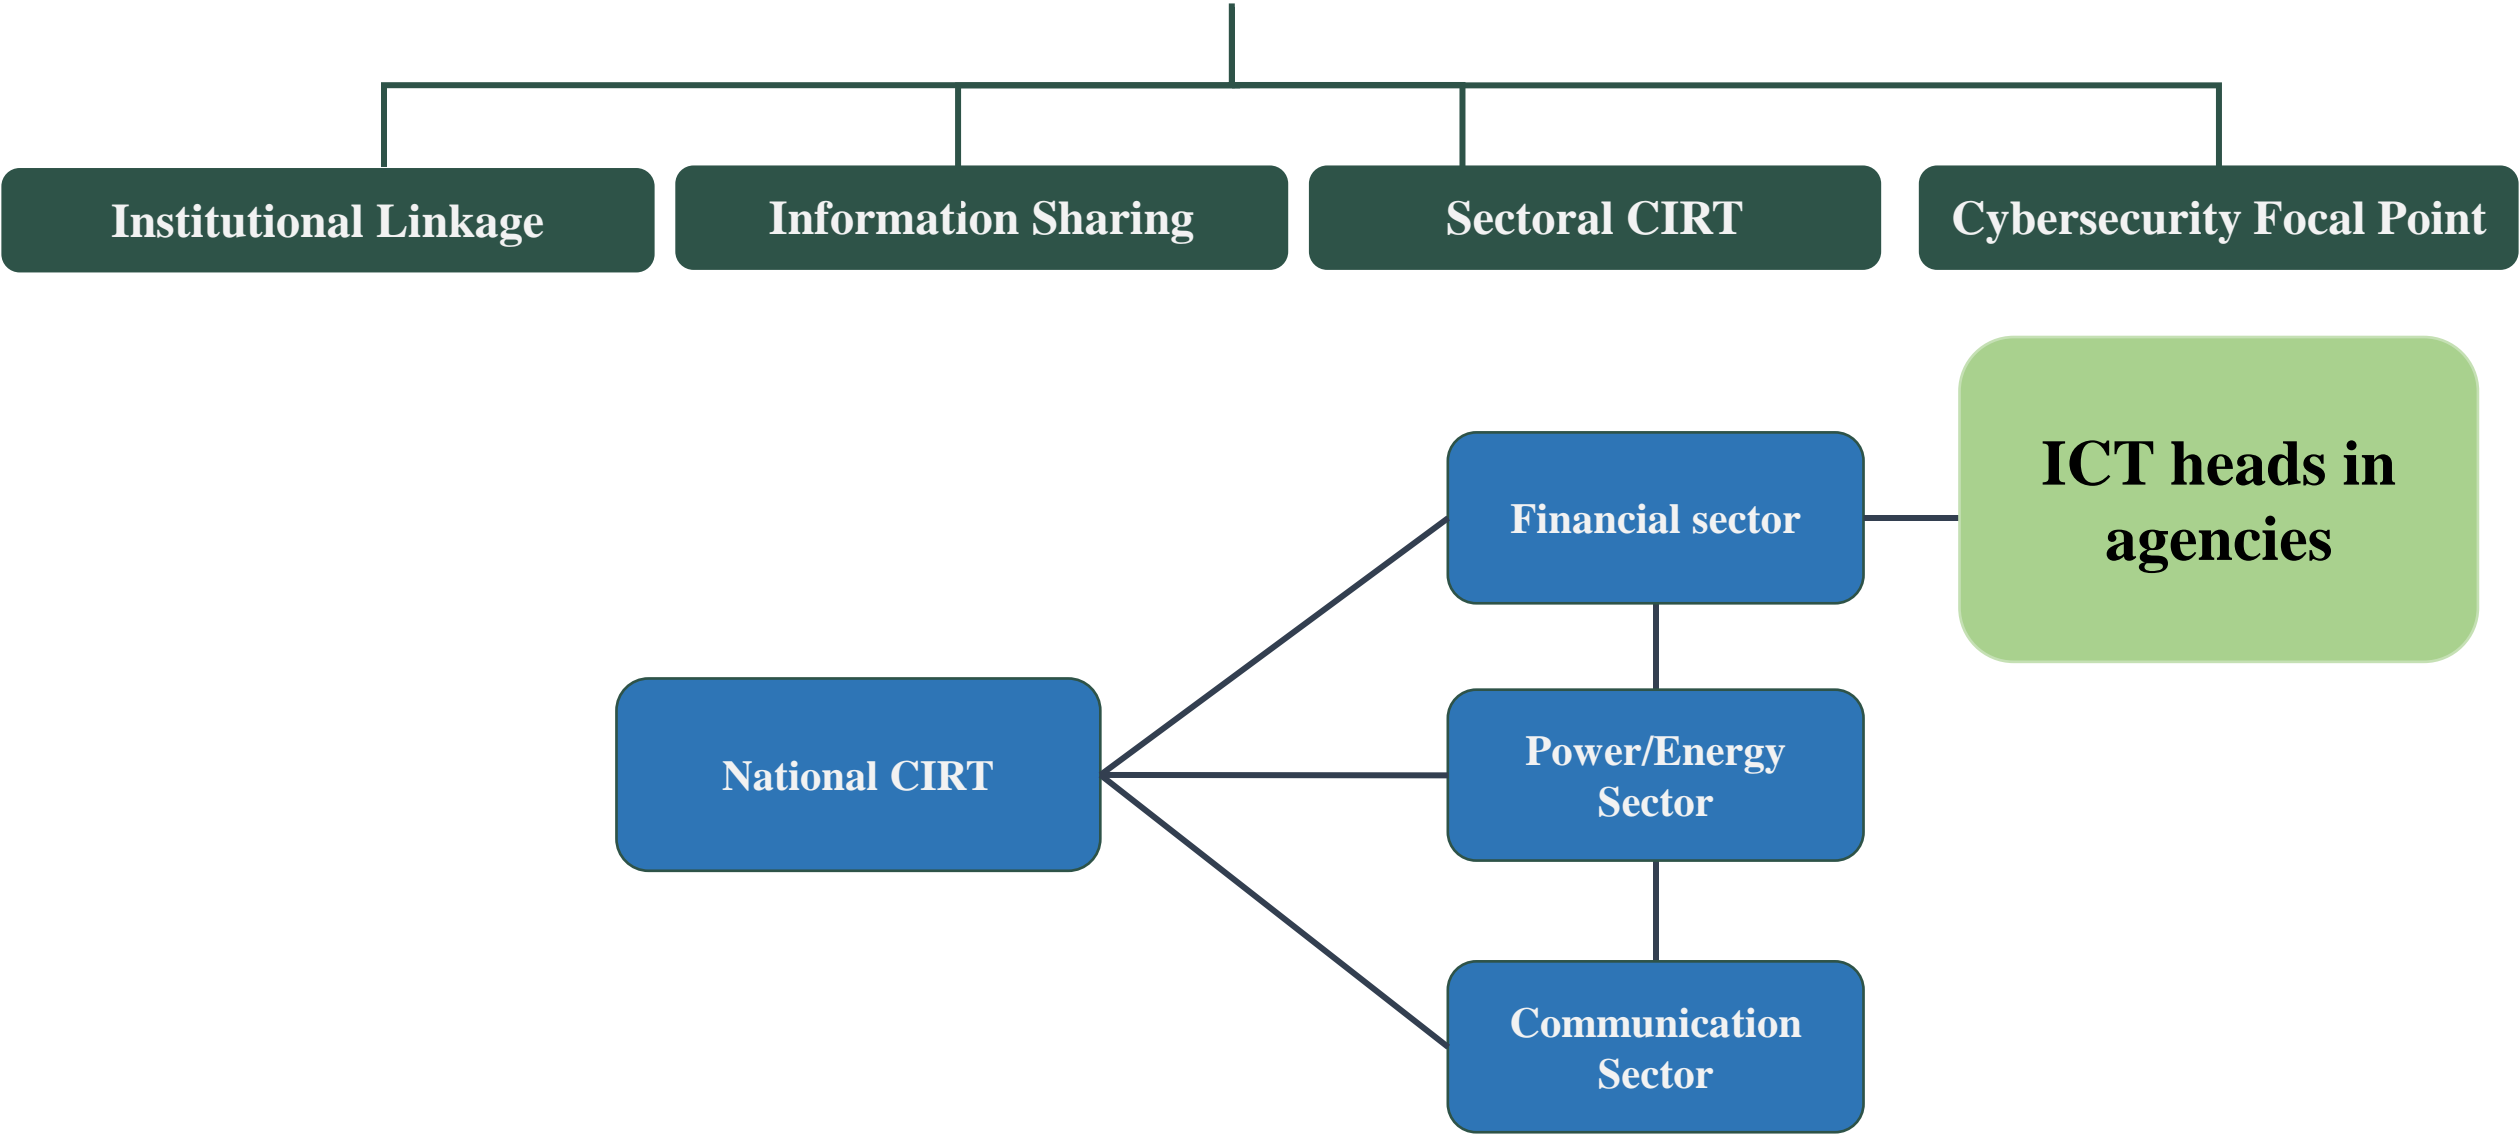 Institutional Linkage
Information Sharing
Sectoral CIRT
Cybersecurity Focal Point
ICT heads in
agencies
Financial sector
National CIRT
Power/Energy
Sector
Communication
Sector